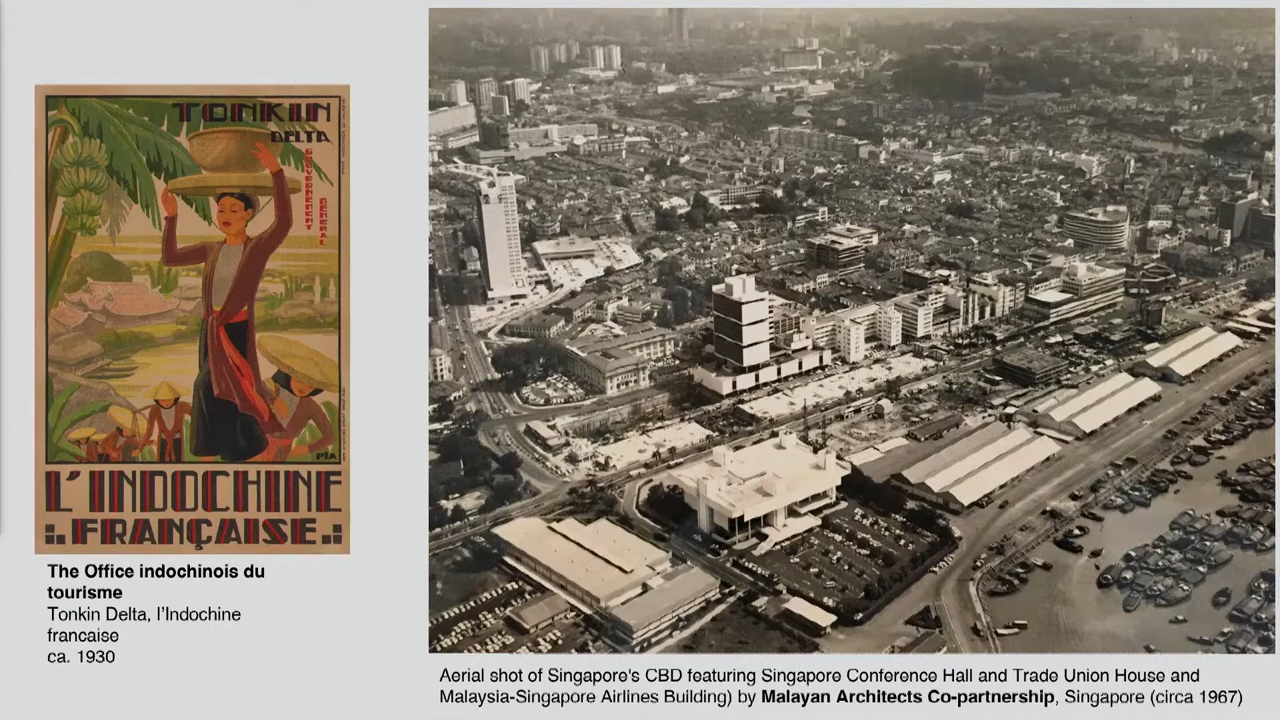 TONKIN
DELTA
GOUVERNEMENT
GENERAL
PIA
L'INDOCHINE
FRANÇAISE
The Office indochinois du
tourisme
Tonkin Delta, l'Indochine
francaise
ca. 1930
Aerial shot of Singapore's CBD featuring Singapore Conference Hall and Trade Union House and
Malaysia-Singapore Airlines Building) by Malayan Architects Co-partnership, Singapore (circa 1967)